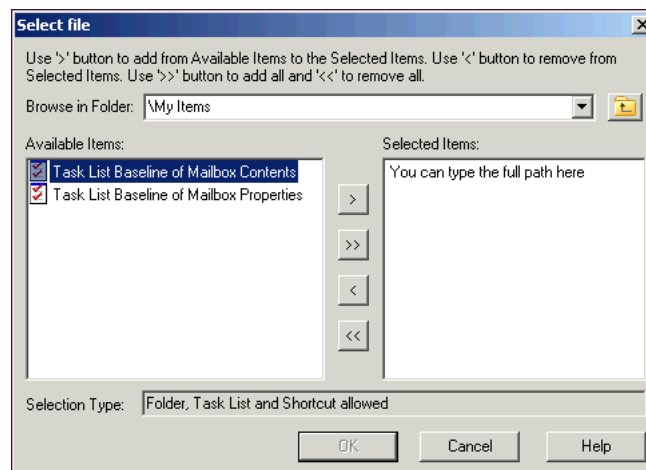 Select file
Use '>' button to add from Available Items to the Selected Items. Use '<' button to remove from
Selected Items. Use '>>' button to add all and '<<' to remove all.
Browse in Folder: \My Items
Available Items:
Selected Items:
Task List Baseline of Mailbox Contents
Task List Baseline of Mailbox Properties
You can type the full path here
>
>>
<
<<
Selection Type: Folder, Task List and Shortcut allowed
OK Cancel Help